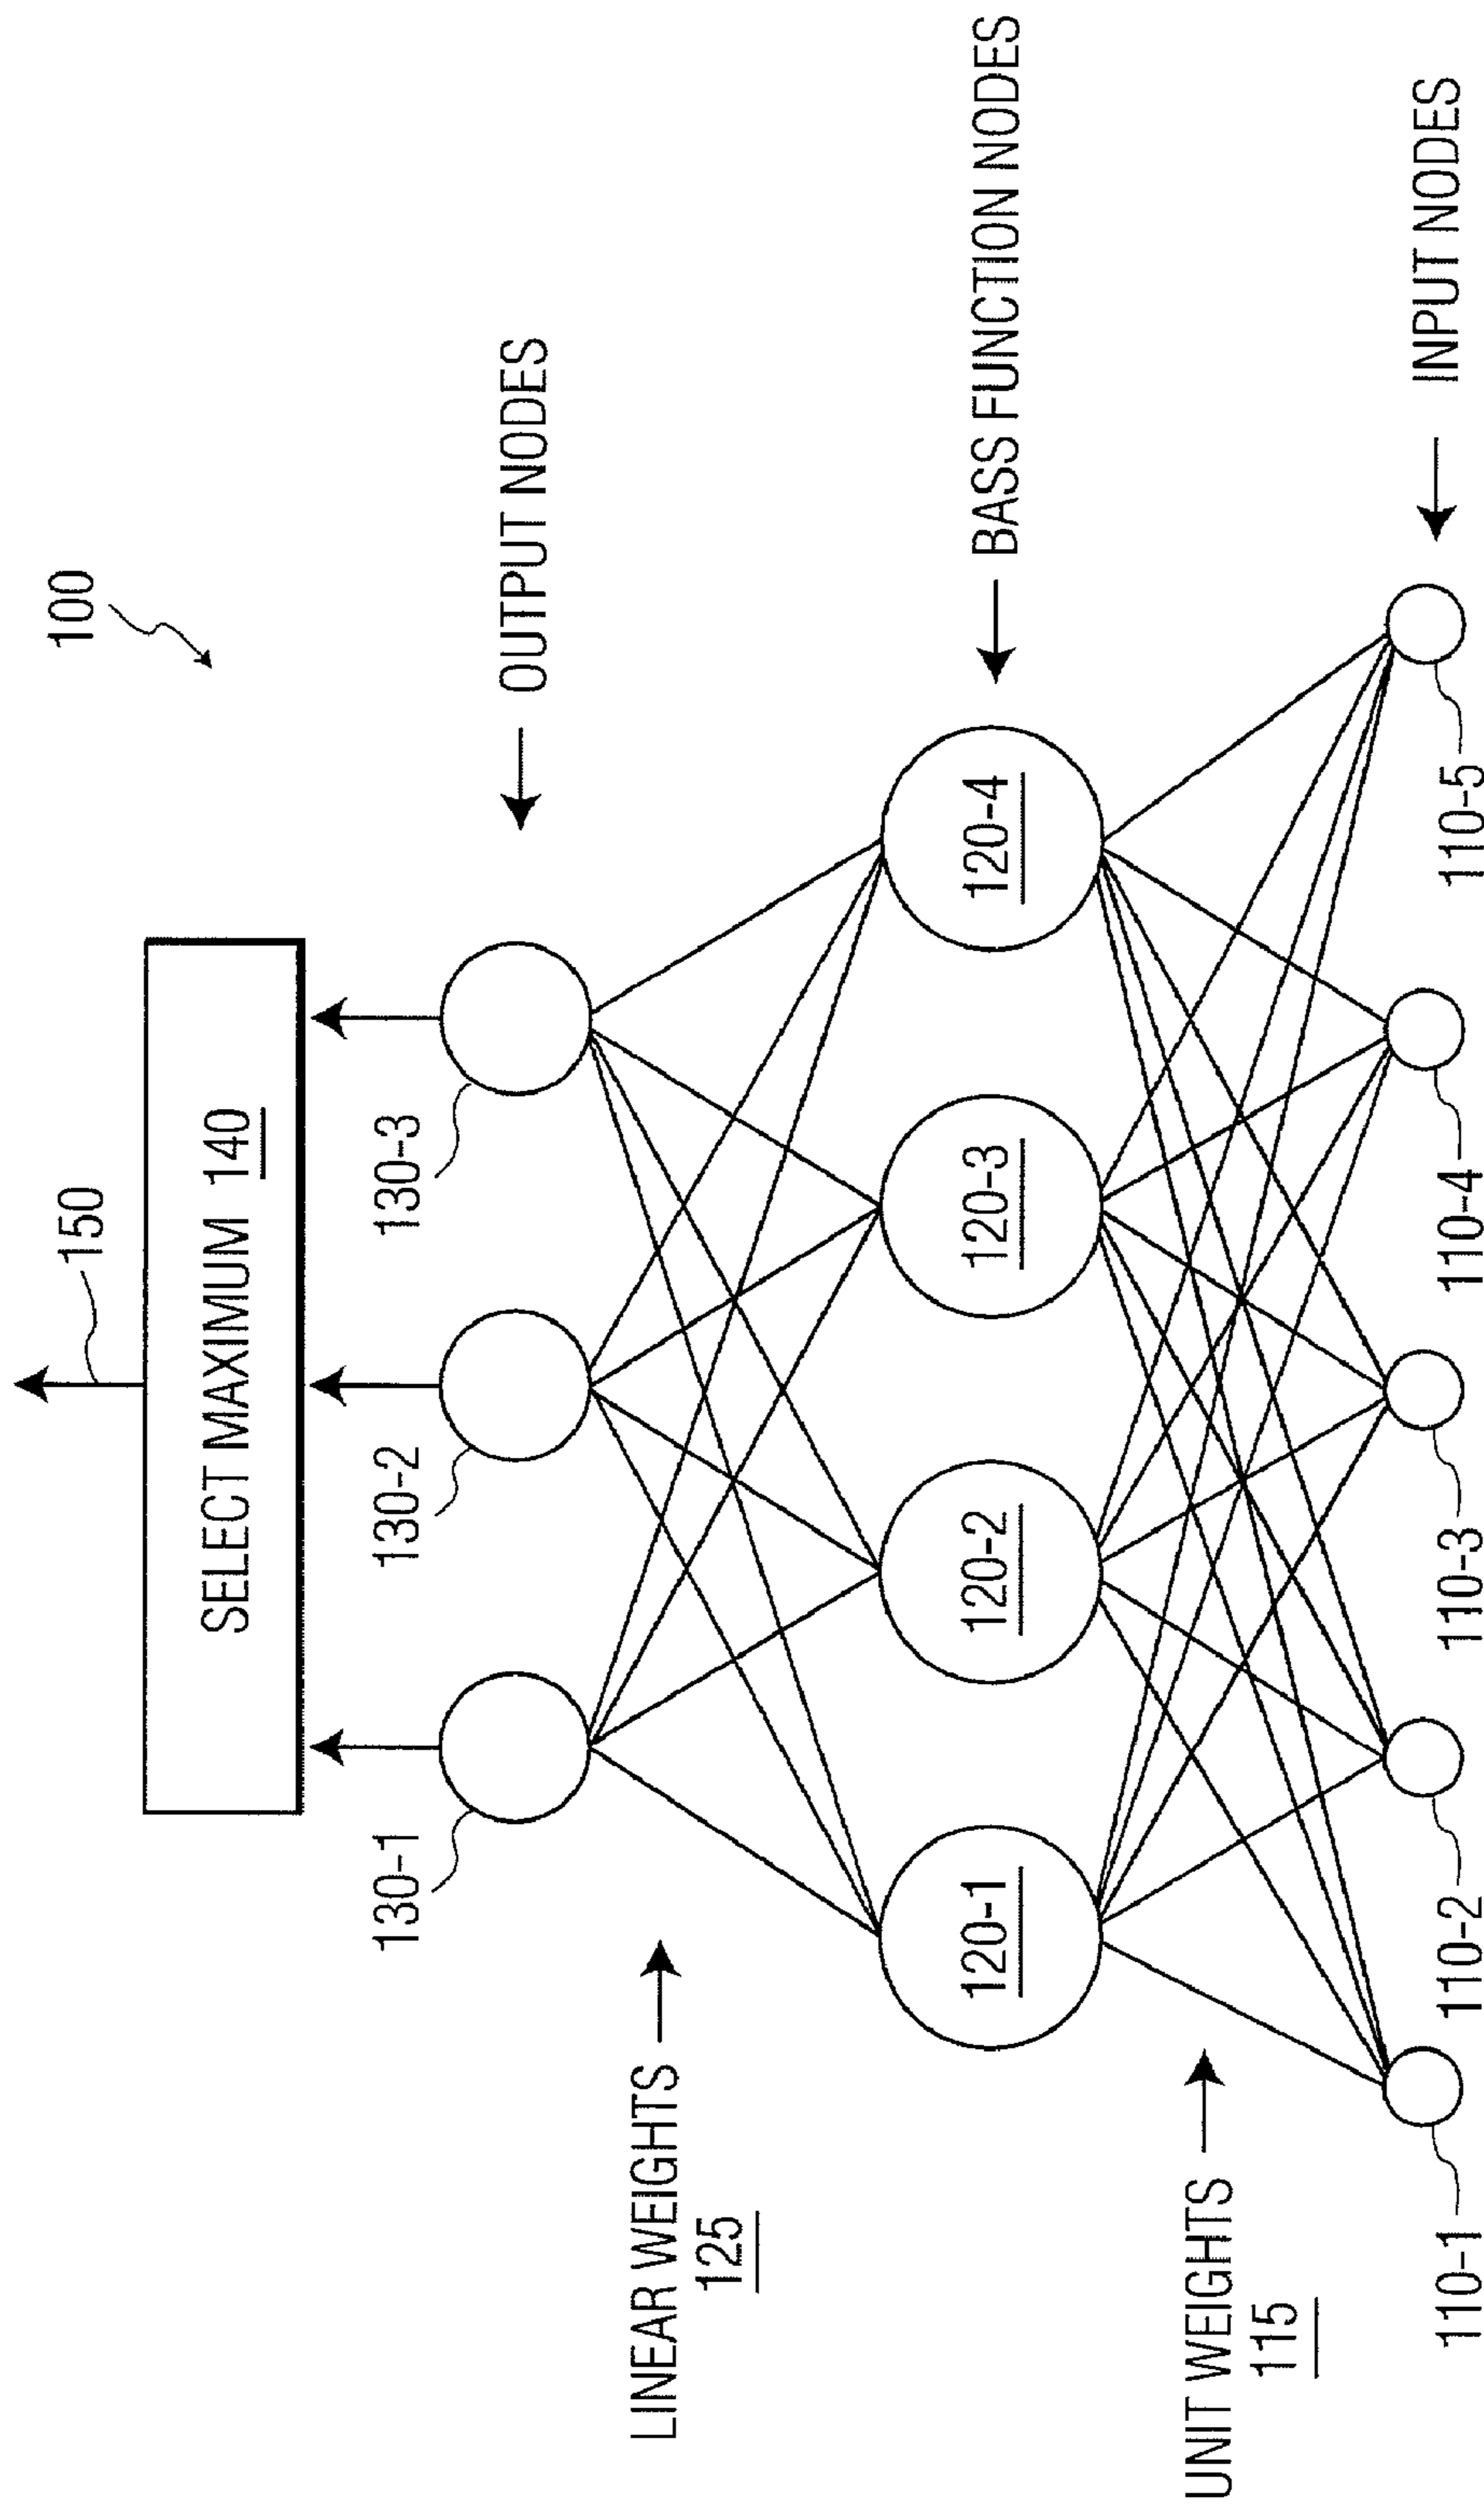 100
150
SELECT MAXIMUM 140
130-1
130-2
130-3
OUTPUT NODES
LINEAR WEIGHTS
125
120-1
120-2
120-3
120-4
BASS FUNCTION NODES
UNIT WEIGHTS
115
INPUT NODES
110-1
110-2
110-3
110-4
110-5